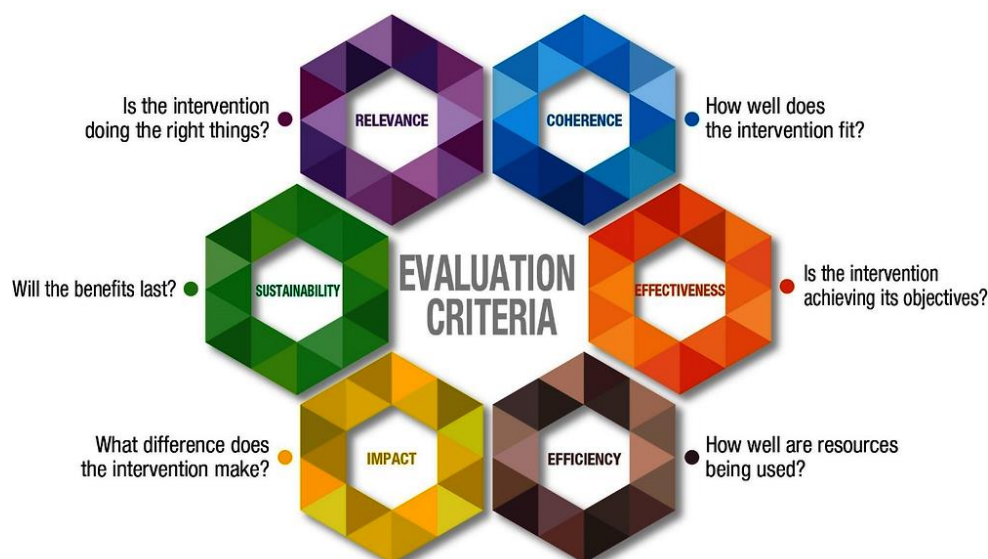 Is the intervention
doing the right things?
RELEVANCE
COHERENCE
How well does
the intervention fit?
Will the benefits last?
SUSTAINABILITY
EVALUATION
CRITERIA
EFFECTIVENESS
Is the intervention
achieving its objectives?
What difference does
the intervention make?
IMPACT
EFFICIENCY
How well are resources
being used?